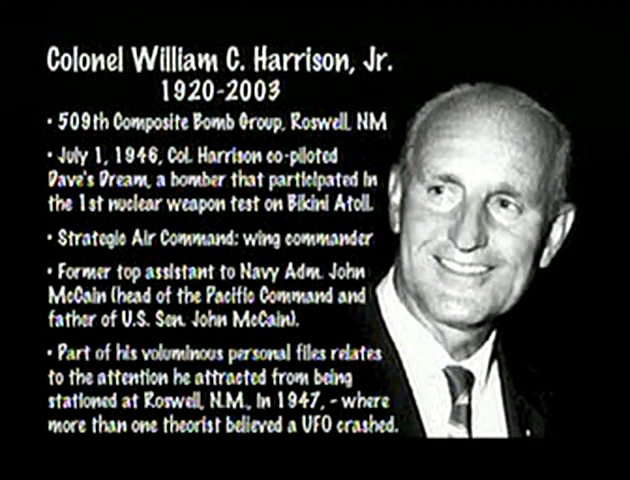 Colonel William C. Harrison, Jr.
1920-2003
• 509th Composite Bomb Group, Roswell, NM
• July 1, 1946, Col. Harrison co-piloted
Dave's Dream, a bomber that participated in
the 1st nuclear weapon test on Bikini Atoll.
• Strategic Air Command: wing commander
• Former top assistant to Navy Adm. John
McCain (head of the Pacific Command and
father of U.S. Sen. John McCain).
• Part of his voluminous personal files relates
to the attention he attracted from being
stationed at Roswell, N.M., in 1947, - where
more than one theorist believed a UFO crashed.